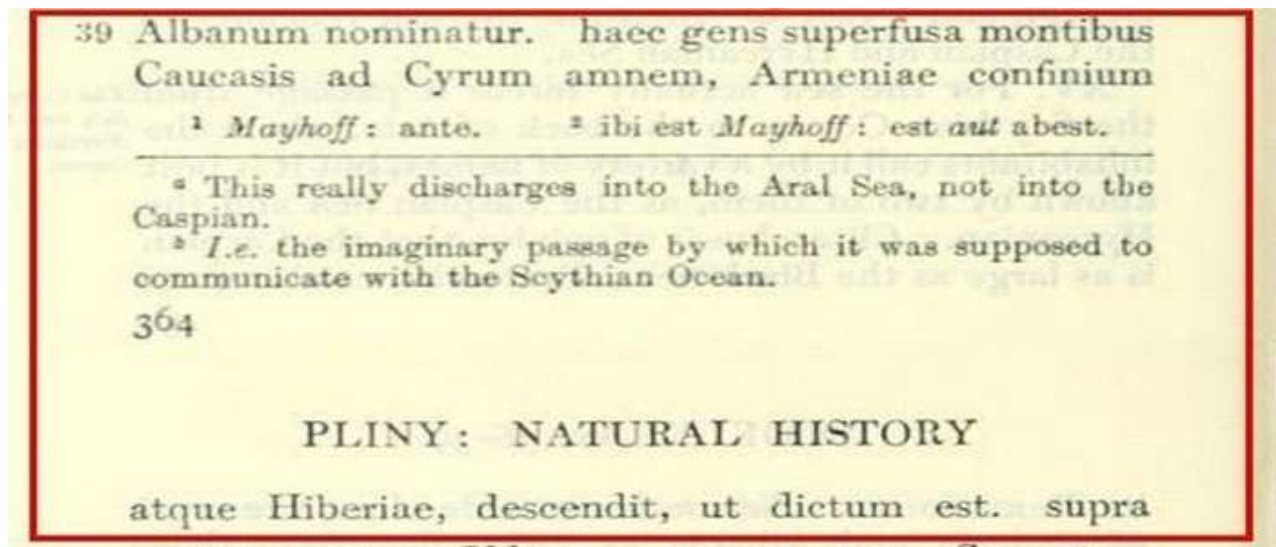 39 Albanum nominatur. haec gens superfusa montibus
Caucasis ad Cyrum amnem, Armeniae confinium
¹ Mayhoff: ante. ² ibi est Mayhoff: est aut abest.
ᵃ This really discharges into the Aral Sea, not into the
Caspian.
ᵇ I.e. the imaginary passage by which it was supposed to
communicate with the Scythian Ocean.
364
PLINY: NATURAL HISTORY
atque Hiberiae, descendit, ut dictum est. supra